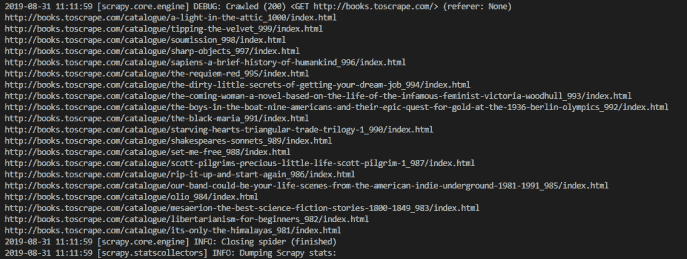 2019-08-31 11:11:59 [scrapy.core.engine] DEBUG: Crawled (200) <GET http://books.toscrape.com/> (referer: None)
http://books.toscrape.com/catalogue/a-light-in-the-attic_1000/index.html
http://books.toscrape.com/catalogue/tipping-the-velvet_999/index.html
http://books.toscrape.com/catalogue/soumission_998/index.html
http://books.toscrape.com/catalogue/sharp-objects_997/index.html
http://books.toscrape.com/catalogue/sapiens-a-brief-history-of-humankind_996/index.html
http://books.toscrape.com/catalogue/the-requiem-red_995/index.html
http://books.toscrape.com/catalogue/the-dirty-little-secrets-of-getting-your-dream-job_994/index.html
http://books.toscrape.com/catalogue/the-coming-woman-a-novel-based-on-the-life-of-the-infamous-feminist-victoria-woodhull_993/index.html
http://books.toscrape.com/catalogue/the-boys-in-the-boat-nine-americans-and-their-epic-quest-for-gold-at-the-1936-berlin-olympics_992/index.html
http://books.toscrape.com/catalogue/the-black-maria_991/index.html
http://books.toscrape.com/catalogue/starving-hearts-triangular-trade-trilogy-1_990/index.html
http://books.toscrape.com/catalogue/shakespeares-sonnets_989/index.html
http://books.toscrape.com/catalogue/set-me-free_988/index.html
http://books.toscrape.com/catalogue/scott-pilgrims-precious-little-life-scott-pilgrim-1_987/index.html
http://books.toscrape.com/catalogue/rip-it-up-and-start-again_986/index.html
http://books.toscrape.com/catalogue/our-band-could-be-your-life-scenes-from-the-american-indie-underground-1981-1991_985/index.html
http://books.toscrape.com/catalogue/olio_984/index.html
http://books.toscrape.com/catalogue/mesaerion-the-best-science-fiction-stories-1800-1849_983/index.html
http://books.toscrape.com/catalogue/libertarianism-for-beginners_982/index.html
http://books.toscrape.com/catalogue/its-only-the-himalayas_981/index.html
2019-08-31 11:11:59 [scrapy.core.engine] INFO: Closing spider (finished)
2019-08-31 11:11:59 [scrapy.statscollectors] INFO: Dumping Scrapy stats: